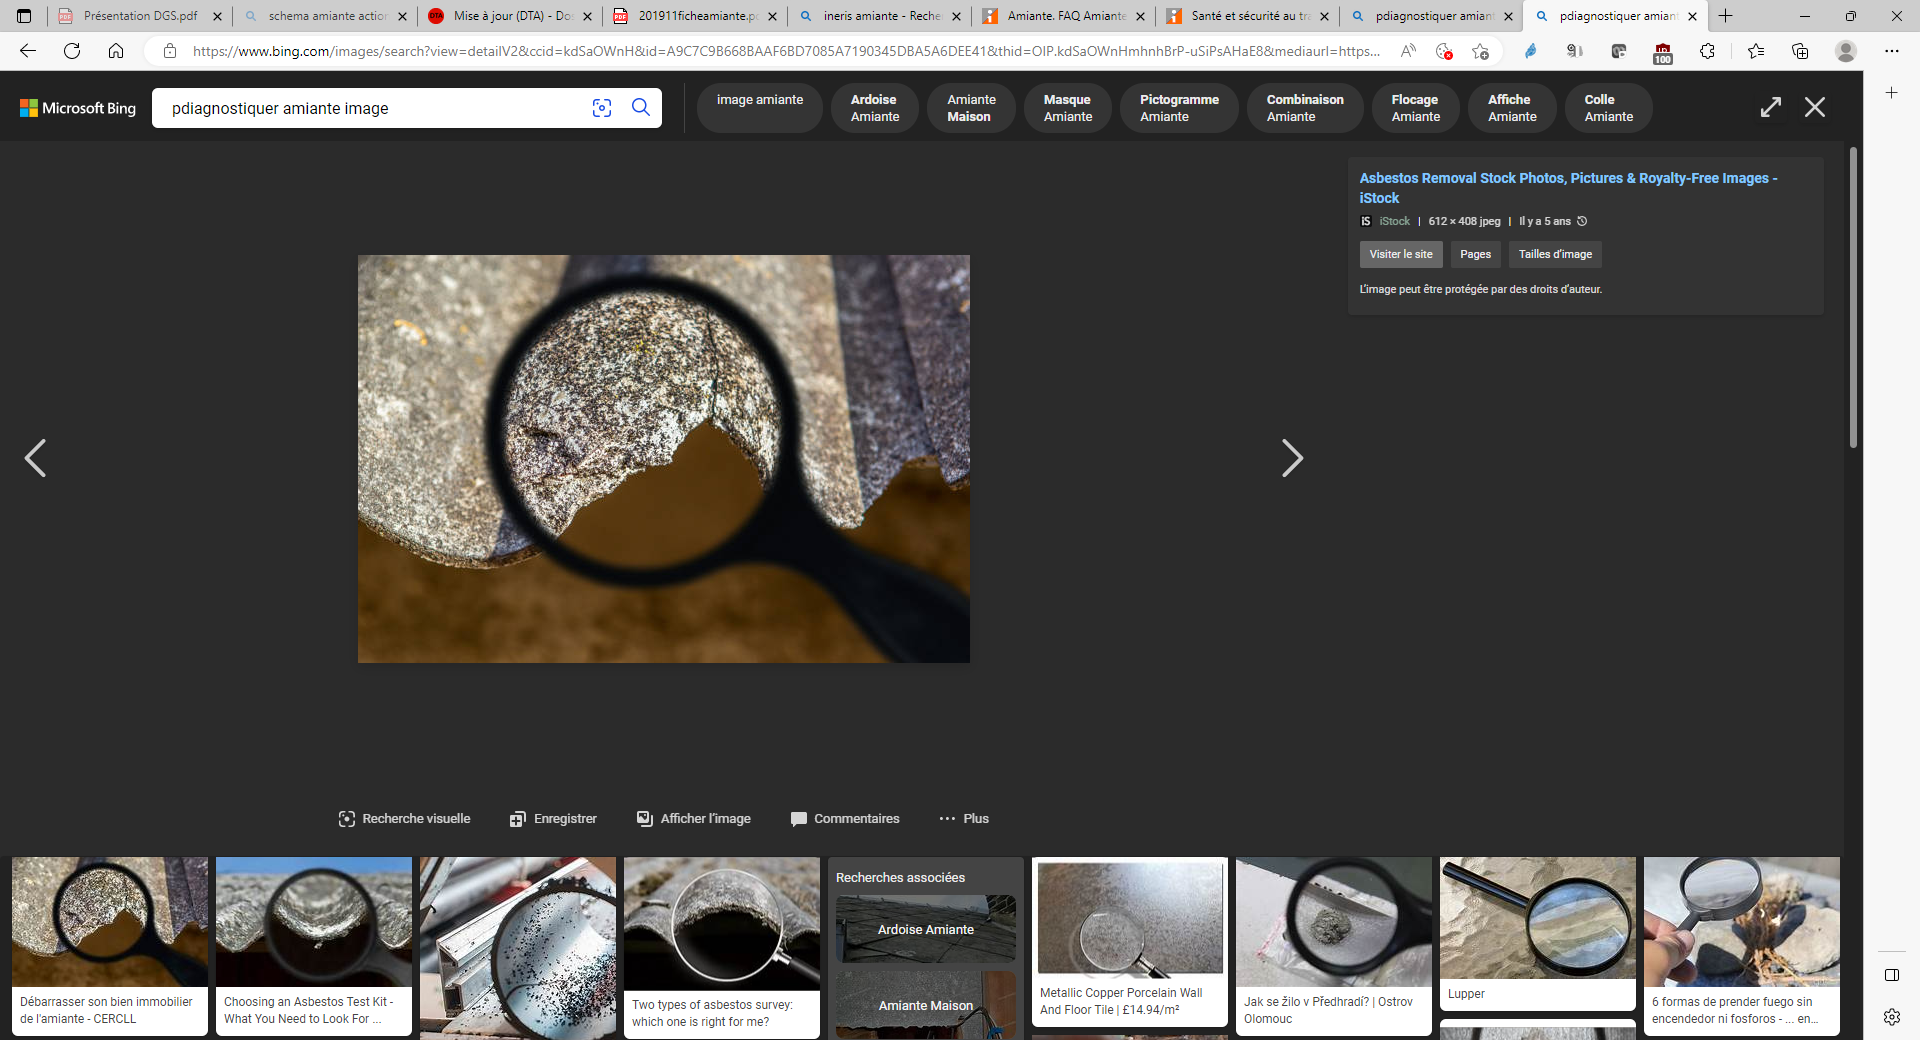 Présentation DGS.pdf
schema amiante action
Mise à jour (DTA) - Do
201911ficheamiante.p
ineris amiante - Reche
Amiante. FAQ Amiante
Santé et sécurité au tra
pdiagnostiquer amiant
pdiagnostiquer amiant
https://www.bing.com/images/search?view=detailV2&ccid=kdSaOWnH&id=A9C7C9B668BAAF6BD7085A7190345DBA5A6DEE41&thid=OIP.kdSaOWnHmhnhBrP-uSiPsAHaE8&mediaurl=https...
100
Microsoft Bing
pdiagnostiquer amiante image
image amiante
Ardoise
Amiante
Amiante
Maison
Masque
Amiante
Pictogramme
Amiante
Combinaison
Amiante
Flocage
Amiante
Affiche
Amiante
Colle
Amiante
Asbestos Removal Stock Photos, Pictures & Royalty-Free Images -
iStock
iS iStock | 612 × 408 jpeg | Il y a 5 ans
Visiter le site
Pages
Tailles d'image
L'image peut être protégée par des droits d'auteur.
Recherche visuelle
Enregistrer
Afficher l'image
Commentaires
Plus
Débarrasser son bien immobilier
de l'amiante - CERCLL
Choosing an Asbestos Test Kit -
What You Need to Look For ...
Two types of asbestos survey:
which one is right for me?
Recherches associées
Ardoise Amiante
Amiante Maison
Metallic Copper Porcelain Wall
And Floor Tile | £14.94/m²
Jak se žilo v Předhradí? | Ostrov
Olomouc
Lupper
6 formas de prender fuego sin
encendedor ni fosforos - ... en...